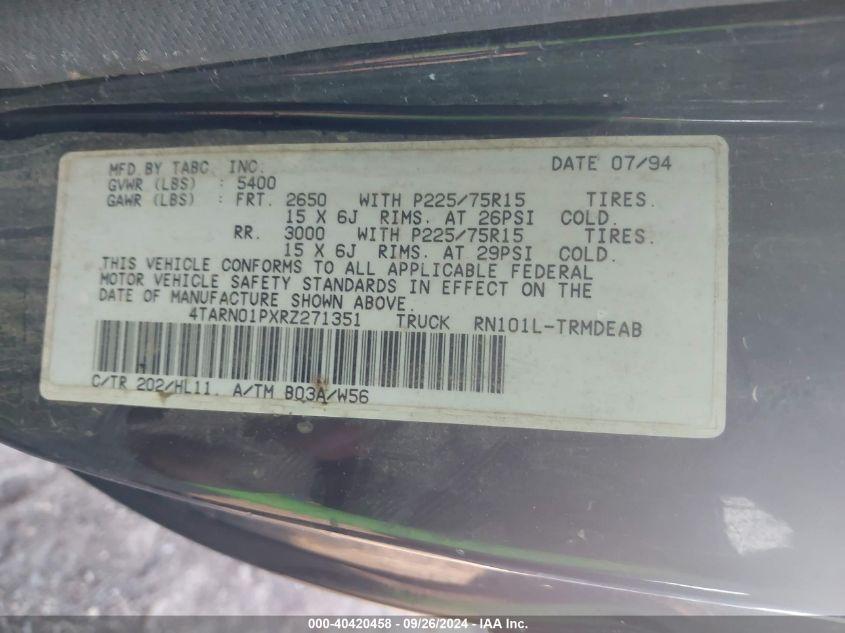 MFD.BY TABC, INC. DATE 07/94
GVWR (LBS) : 5400
GAWR (LBS) : FRT. 2650 WITH P225/75R15 TIRES.
15 X 6J RIMS. AT 26PSI COLD.
RR. 3000 WITH P225/75R15 TIRES.
15 X 6J RIMS. AT 29PSI COLD.
THIS VEHICLE CONFORMS TO ALL APPLICABLE FEDERAL
MOTOR VEHICLE SAFETY STANDARDS IN EFFECT ON THE
DATE OF MANUFACTURE SHOWN ABOVE.
4TARN01PXRZ271351 TRUCK RN101L-TRMDEAB
C/TR 202/HL11. A/TM B03A/W56
000-40420458 - 09/26/2024 - IAA Inc.